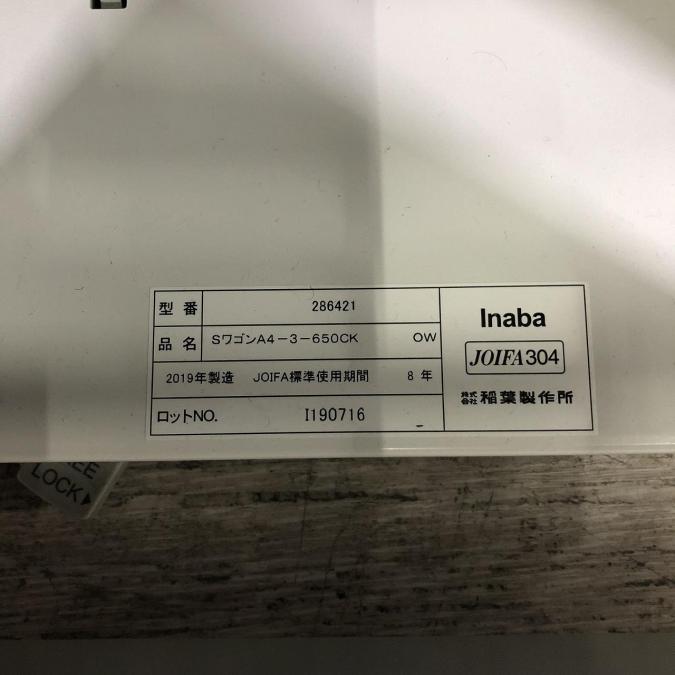 型番 286421
品名 SワゴンA4-3-650CK OW
2019年製造 JOIFA標準使用期間 8年
ロットNO. I190716
Inaba
JOIFA304
株式会社 稲葉製作所
LOCK